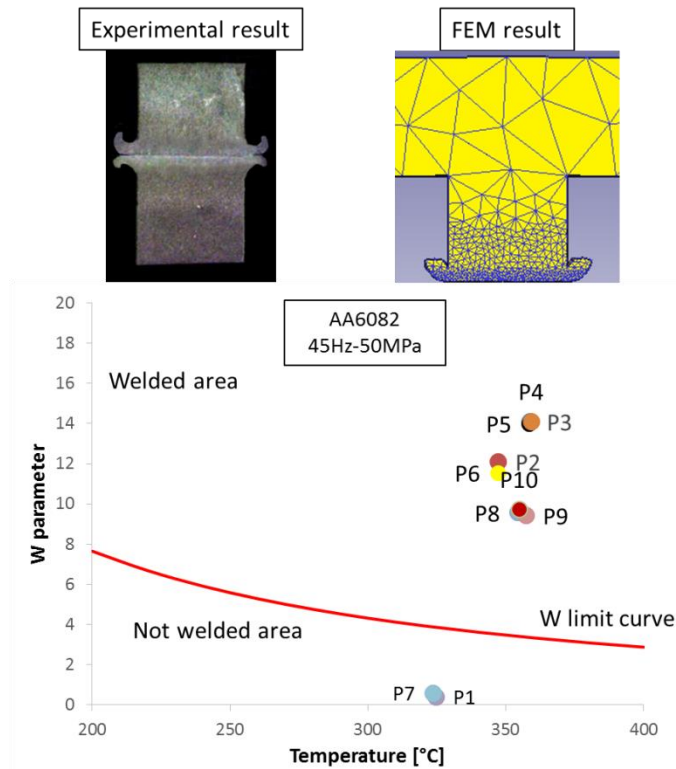 Experimental result
FEM result
AA6082
45Hz-50MPa
Welded area
Not welded area
W limit curve
P4
P5
P3
P2
P6
P10
P8
P9
P7
P1
W parameter
20
18
16
14
12
10
8
6
4
2
0
200
250
300
350
400
Temperature [°C]